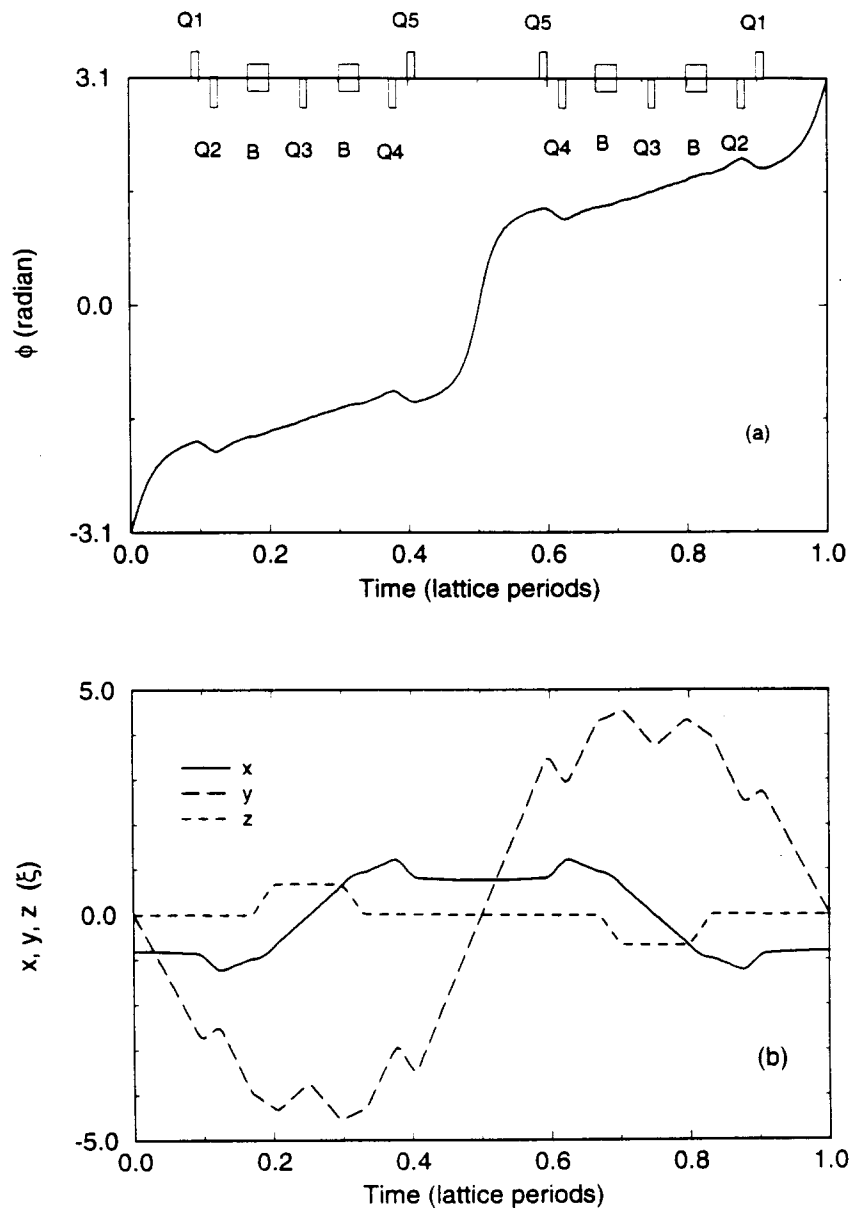 Q1 Q5 Q5 Q1
3.1
Q2 B Q3 B Q4 Q4 B Q3 B Q2
φ (radian)
0.0
(a)
-3.1
0.0 0.2 0.4 0.6 0.8 1.0
Time (lattice periods)
5.0
x
y
z
x, y, z (ξ)
0.0
(b)
-5.0
0.0 0.2 0.4 0.6 0.8 1.0
Time (lattice periods)